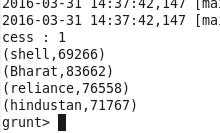 2016-03-31 14:37:42,147 [ma
2016-03-31 14:37:42,147 [ma
cess : 1
(shell,69266)
(Bharat,83662)
(reliance,76558)
(hindustan,71767)
grunt>